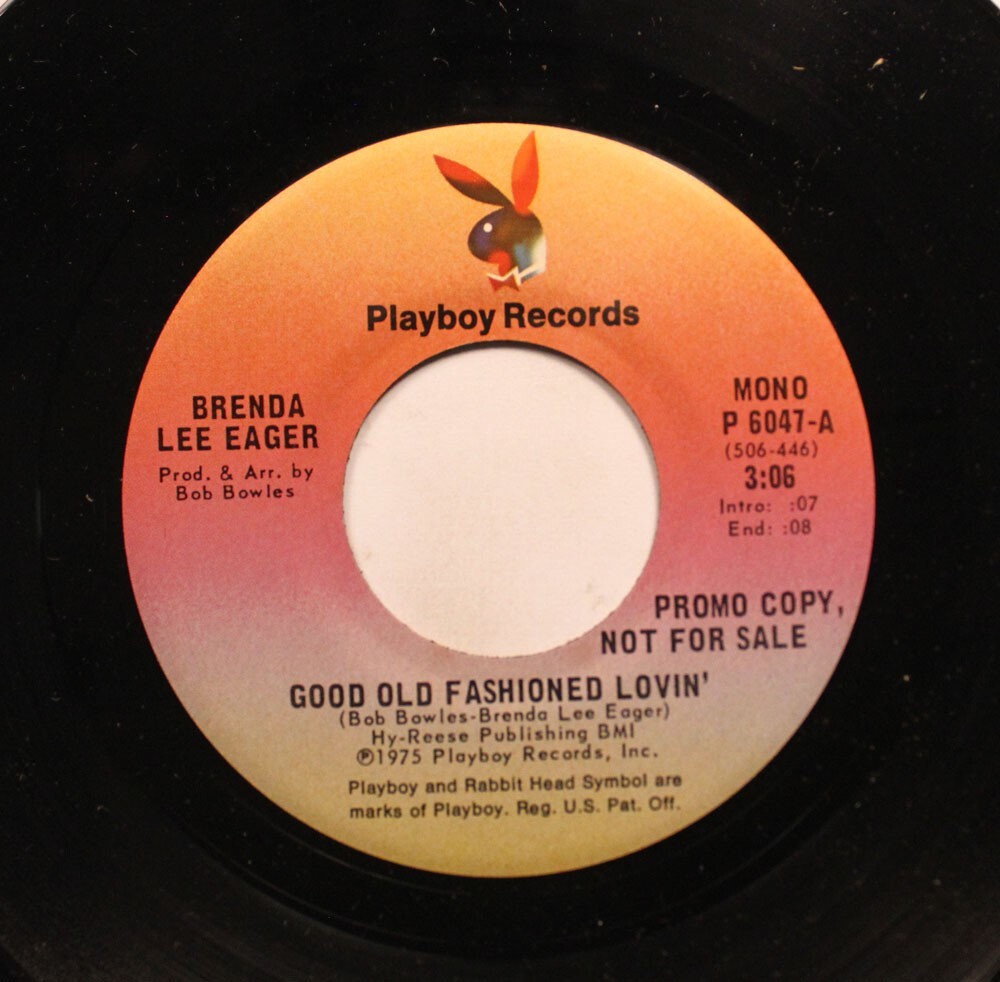 Playboy Records
BRENDA
LEE EAGER
Prod. & Arr. by
Bob Bowles
MONO
P 6047-A
(506-446)
3:06
Intro: :07
End: :08
PROMO COPY,
NOT FOR SALE
GOOD OLD FASHIONED LOVIN'
(Bob Bowles-Brenda Lee Eager)
Hy-Reese Publishing BMI
℗1975 Playboy Records, Inc.
Playboy and Rabbit Head Symbol are
marks of Playboy. Reg. U.S. Pat. Off.